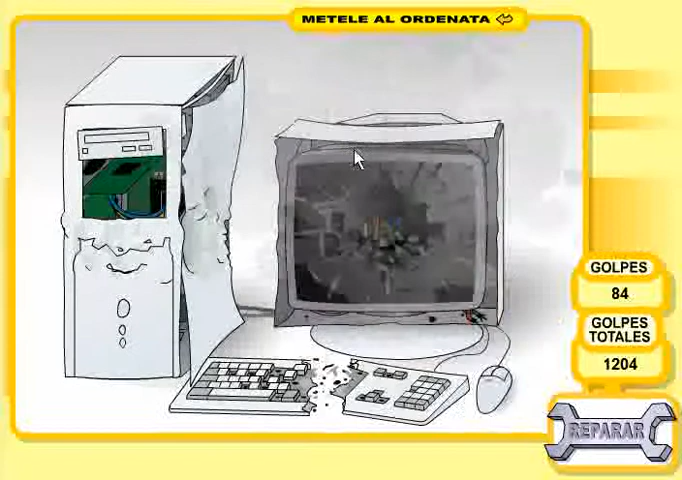 METELE AL ORDENATA
GOLPES
84
GOLPES
TOTALES
1204
REPARAR